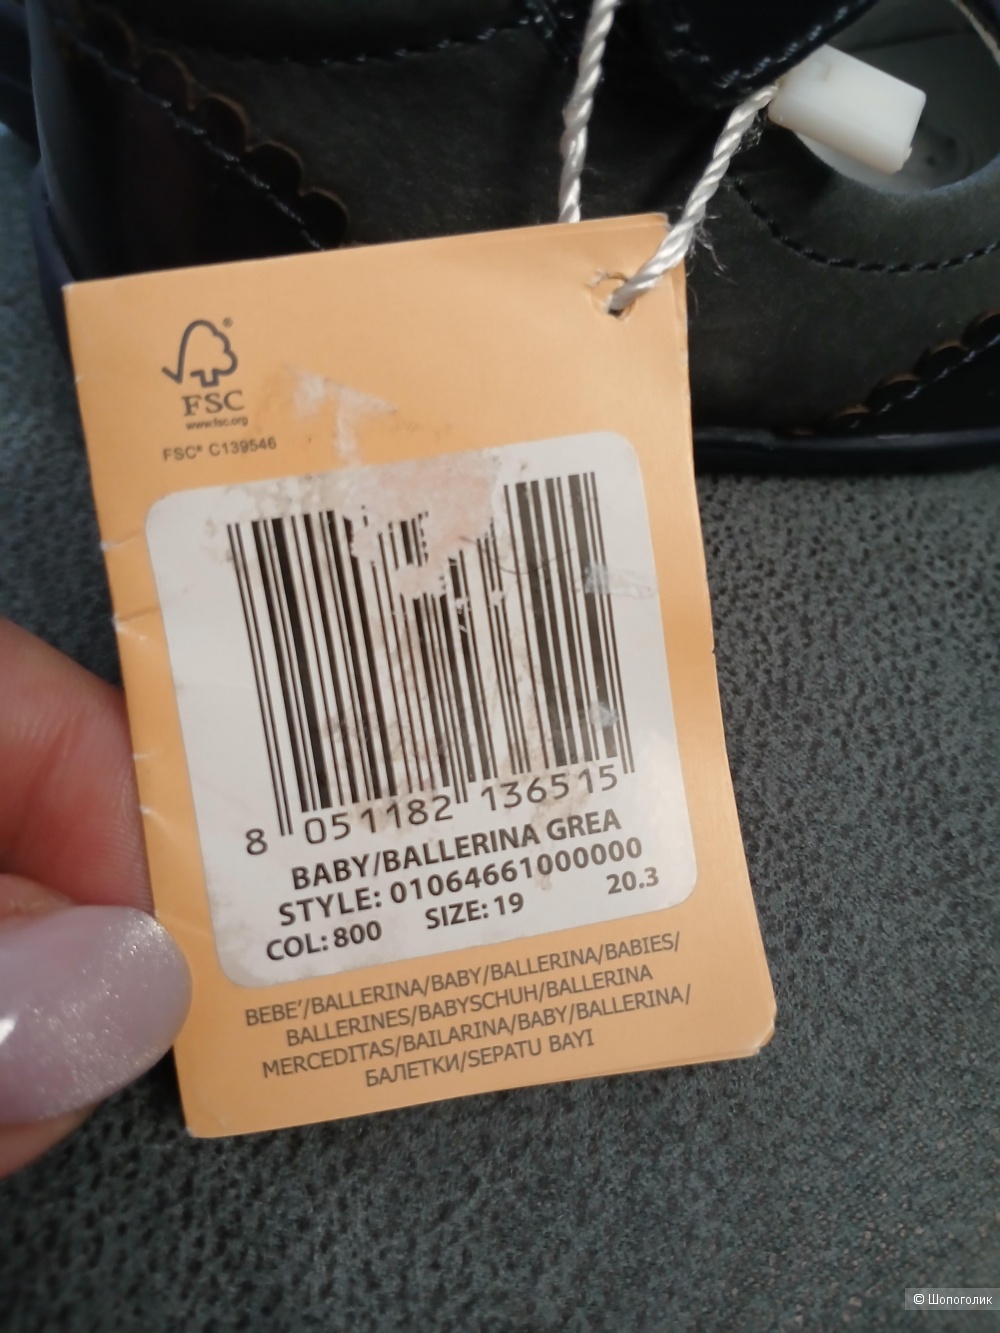 ®
FSC
www.fsc.org
FSC® C139546
8 051182 136515
BABY/BALLERINA GREA
STYLE: 01064661000000
COL: 800 SIZE: 19 20.3
BEBE'/BALLERINA/BABY/BALLERINA/BABIES/
BALLERINES/BABYSCHUH/BALLERINA
MERCEDITAS/BAILARINA/BABY/BALLERINA/
БАЛЕТКИ/SEPATU BAYI
© Шопоголик